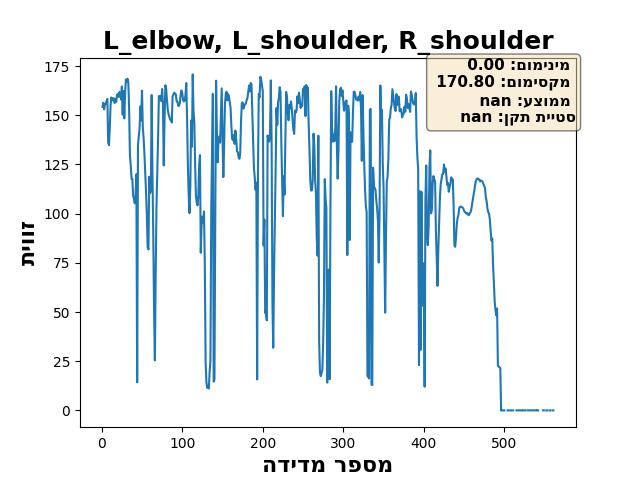 L_elbow, L_shoulder, R_shoulder
מינימום: 0.00
מקסימום: 170.80
ממוצע: nan
סטיית תקן: nan
175
150
125
100
75
50
25
0
זווית
0 100 200 300 400 500
מספר מדידה